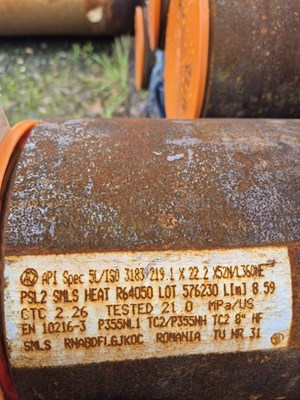 API Spec 5L/ISO 3183 219.1 X 22.2 X52N/L360NE
PSL2 SMLS HEAT R64050 LOT 576230 L[m] 8.59
CTC 2.26 TESTED 21.0 MPa/US
EN 10216-3 P355NL1 TC2/P355NH TC2 8" HF
SMLS RNABDFLGJKOC ROMANIA TU NR 31